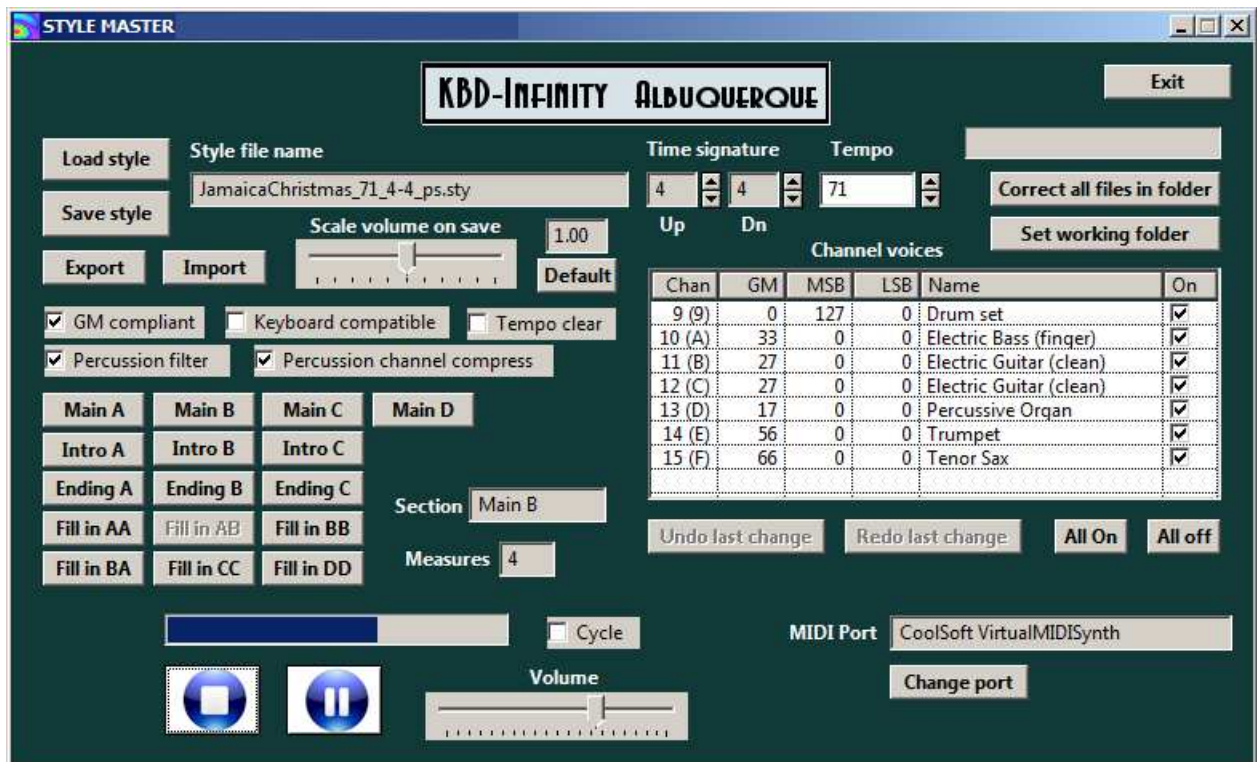 STYLE MASTER
KBD-INFINITY ALBUQUERQUE
Exit
Load style
Style file name
Time signature
Tempo
JamaicaChristmas_71_4-4_ps.sty
4
4
71
Correct all files in folder
Save style
Scale volume on save
1.00
Up
Dn
Set working folder
Export
Import
Default
Channel voices
Chan GM MSB LSB Name On
9 (9) 0 127 0 Drum set
10 (A) 33 0 0 Electric Bass (finger)
11 (B) 27 0 0 Electric Guitar (clean)
12 (C) 27 0 0 Electric Guitar (clean)
13 (D) 17 0 0 Percussive Organ
14 (E) 56 0 0 Trumpet
15 (F) 66 0 0 Tenor Sax
GM compliant
Keyboard compatible
Tempo clear
Percussion filter
Percussion channel compress
Main A
Main B
Main C
Main D
Intro A
Intro B
Intro C
Ending A
Ending B
Ending C
Section Main B
Fill in AA
Fill in AB
Fill in BB
Undo last change
Redo last change
All On
All off
Fill in BA
Fill in CC
Fill in DD
Measures 4
Cycle
MIDI Port CoolSoft VirtualMIDISynth
Volume
Change port